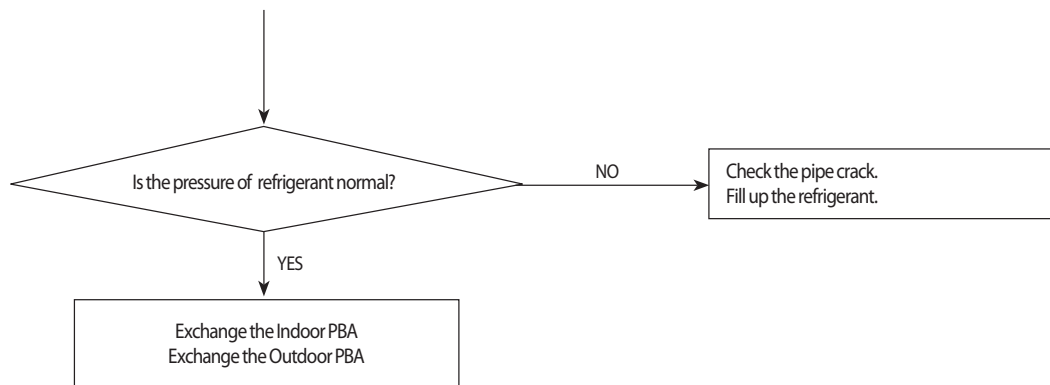 Is the pressure of refrigerant normal?
NO
Check the pipe crack.
Fill up the refrigerant.
YES
Exchange the Indoor PBA
Exchange the Outdoor PBA